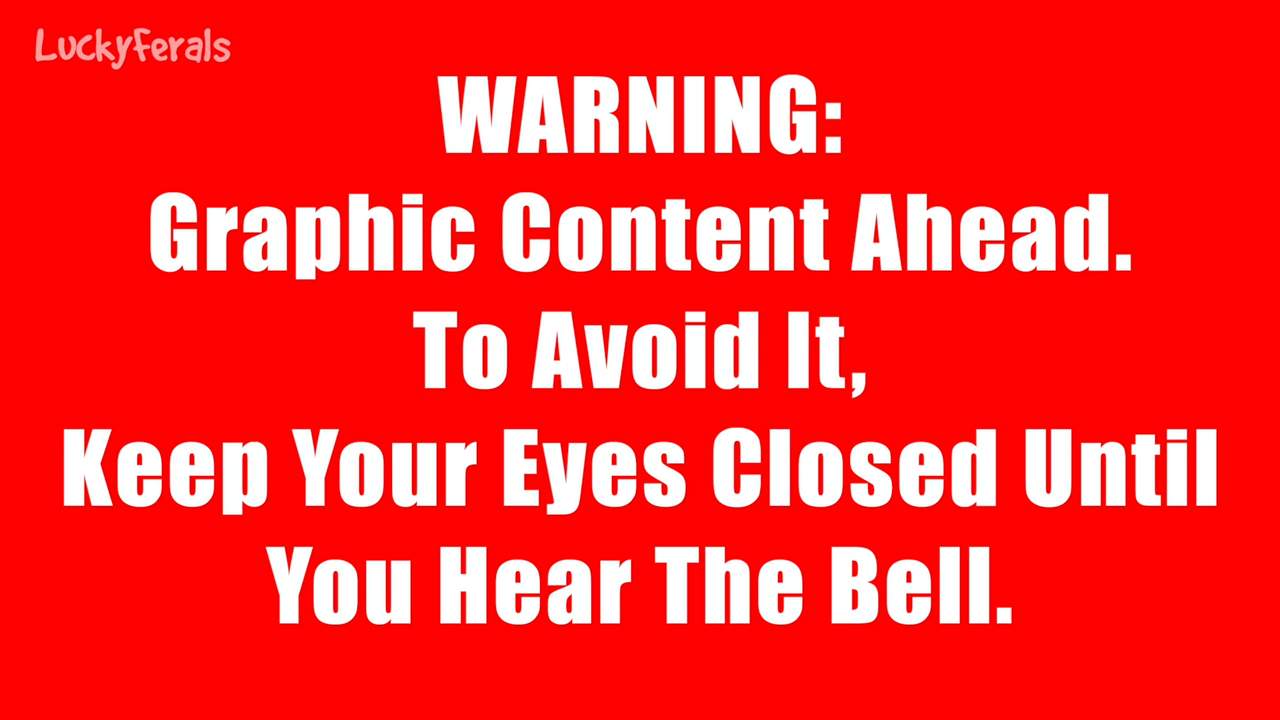 LuckyFerals
WARNING:
Graphic Content Ahead.
To Avoid It,
Keep Your Eyes Closed Until
You Hear The Bell.